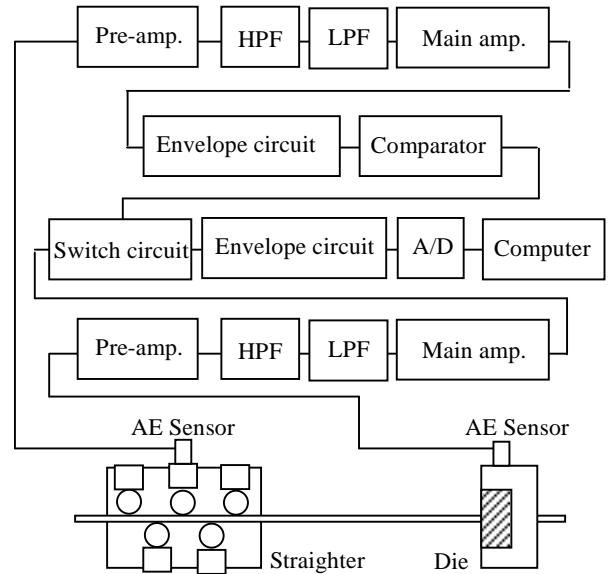 Pre-amp. HPF LPF Main amp.
Envelope circuit Comparator
Switch circuit Envelope circuit A/D Computer
Pre-amp. HPF LPF Main amp.
AE Sensor AE Sensor
Straighter Die